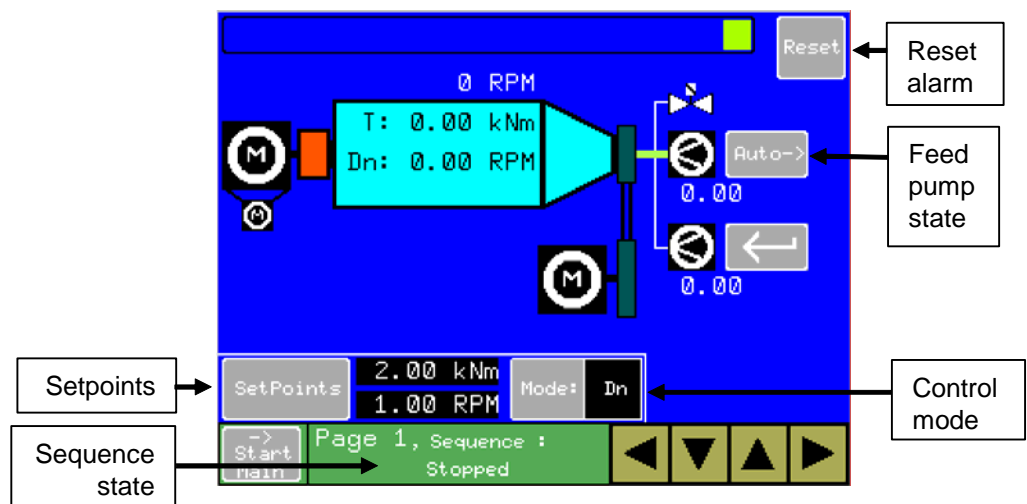 Reset
Reset
alarm
0 RPM
T: 0.00 kNm
Dn: 0.00 RPM
M
M
Auto->
Feed
pump
state
0.00
M
0.00
Setpoints
SetPoints
2.00 kNm
1.00 RPM
Mode: Dn
Control
mode
Sequence
state
->
Start
Main
Page 1, Sequence :
Stopped